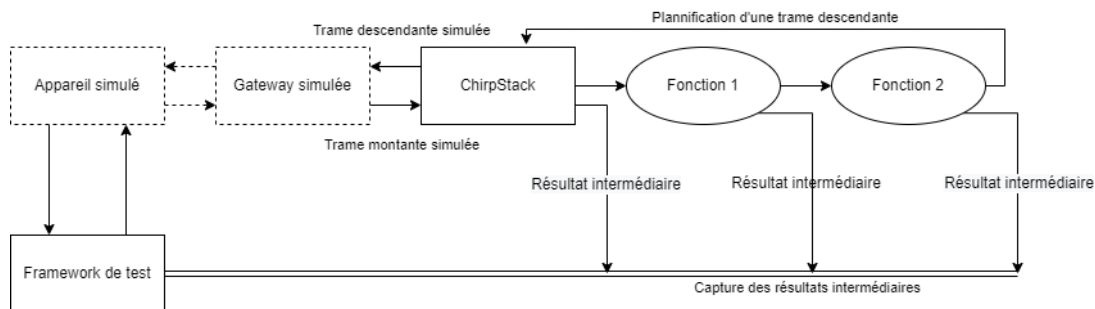 Plannification d'une trame descendante
Trame descendante simulée
Appareil simulé
Gateway simulée
ChirpStack
Fonction 1
Fonction 2
Trame montante simulée
Résultat intermédiaire
Résultat intermédiaire
Résultat intermédiaire
Framework de test
Capture des résultats intermédiaires